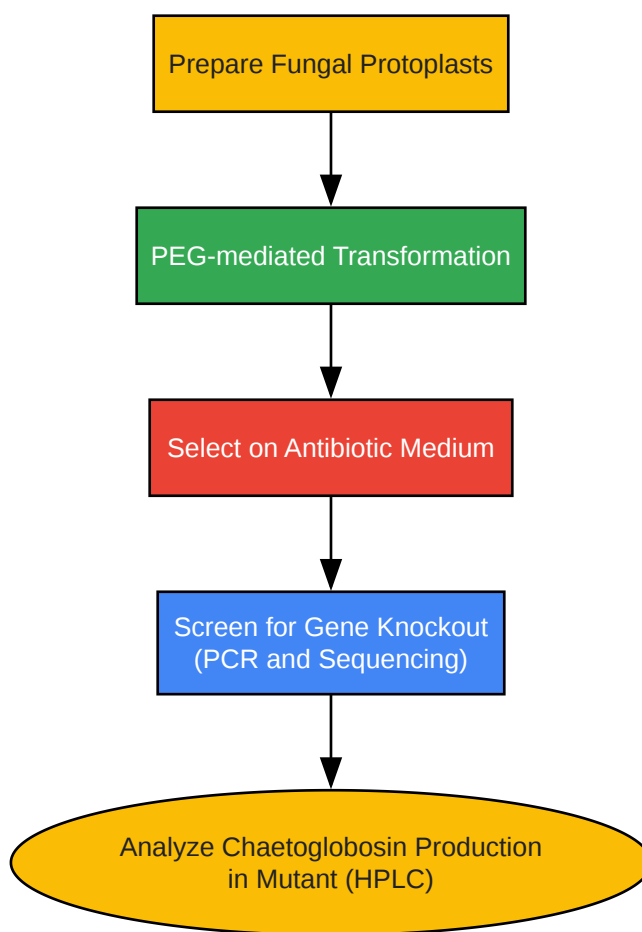 Prepare Fungal Protoplasts
PEG-mediated Transformation
Select on Antibiotic Medium
Screen for Gene Knockout
(PCR and Sequencing)
Analyze Chaetoglobosin Production
in Mutant (HPLC)